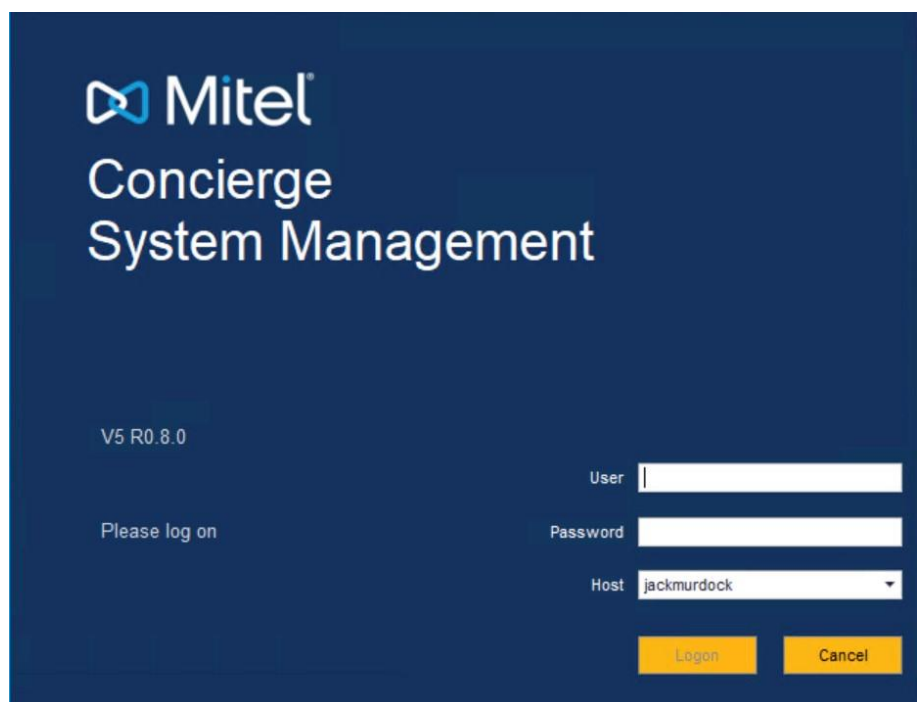 Mitel®
Concierge
System Management
V5 R0.8.0
User
Please log on
Password
Host jackmurdock
Logon Cancel